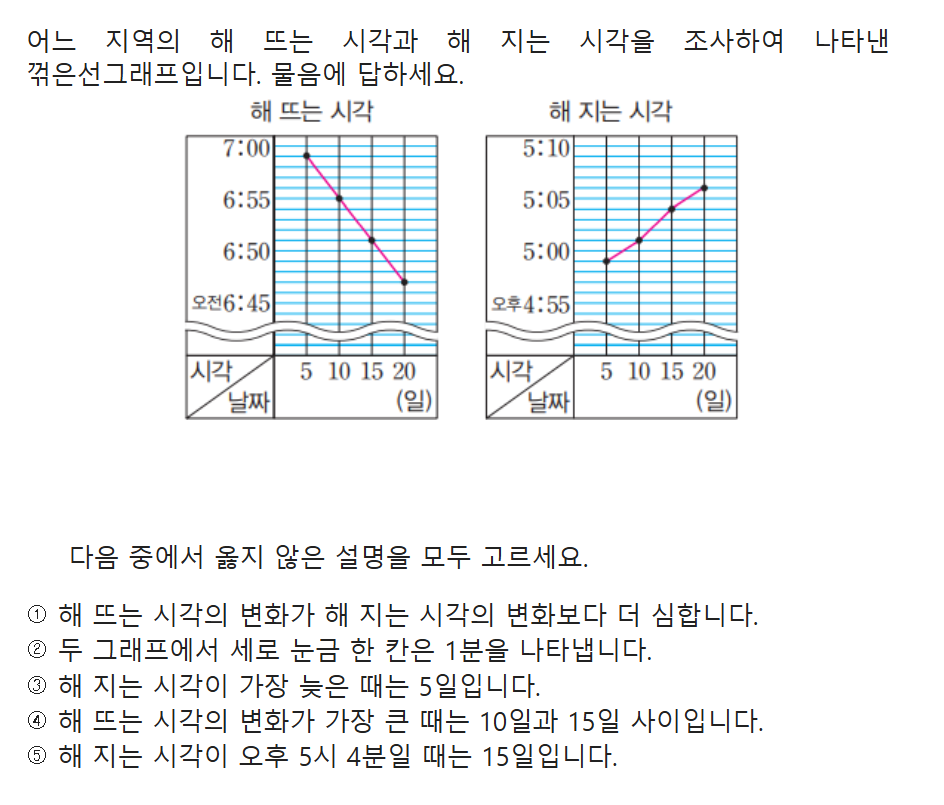 어느 지역의 해 뜨는 시각과 해 지는 시각을 조사하여 나타낸
꺾은선그래프입니다. 물음에 답하세요.
해 뜨는 시각
7:00
6:55
6:50
오전6:45
시각
날짜
5 10 15 20
(일)
해 지는 시각
5:10
5:05
5:00
오후4:55
시각
날짜
5 10 15 20
(일)
다음 중에서 옳지 않은 설명을 모두 고르세요.
① 해 뜨는 시각의 변화가 해 지는 시각의 변화보다 더 심합니다.
② 두 그래프에서 세로 눈금 한 칸은 1분을 나타냅니다.
③ 해 지는 시각이 가장 늦은 때는 5일입니다.
④ 해 뜨는 시각의 변화가 가장 큰 때는 10일과 15일 사이입니다.
⑤ 해 지는 시각이 오후 5시 4분일 때는 15일입니다.